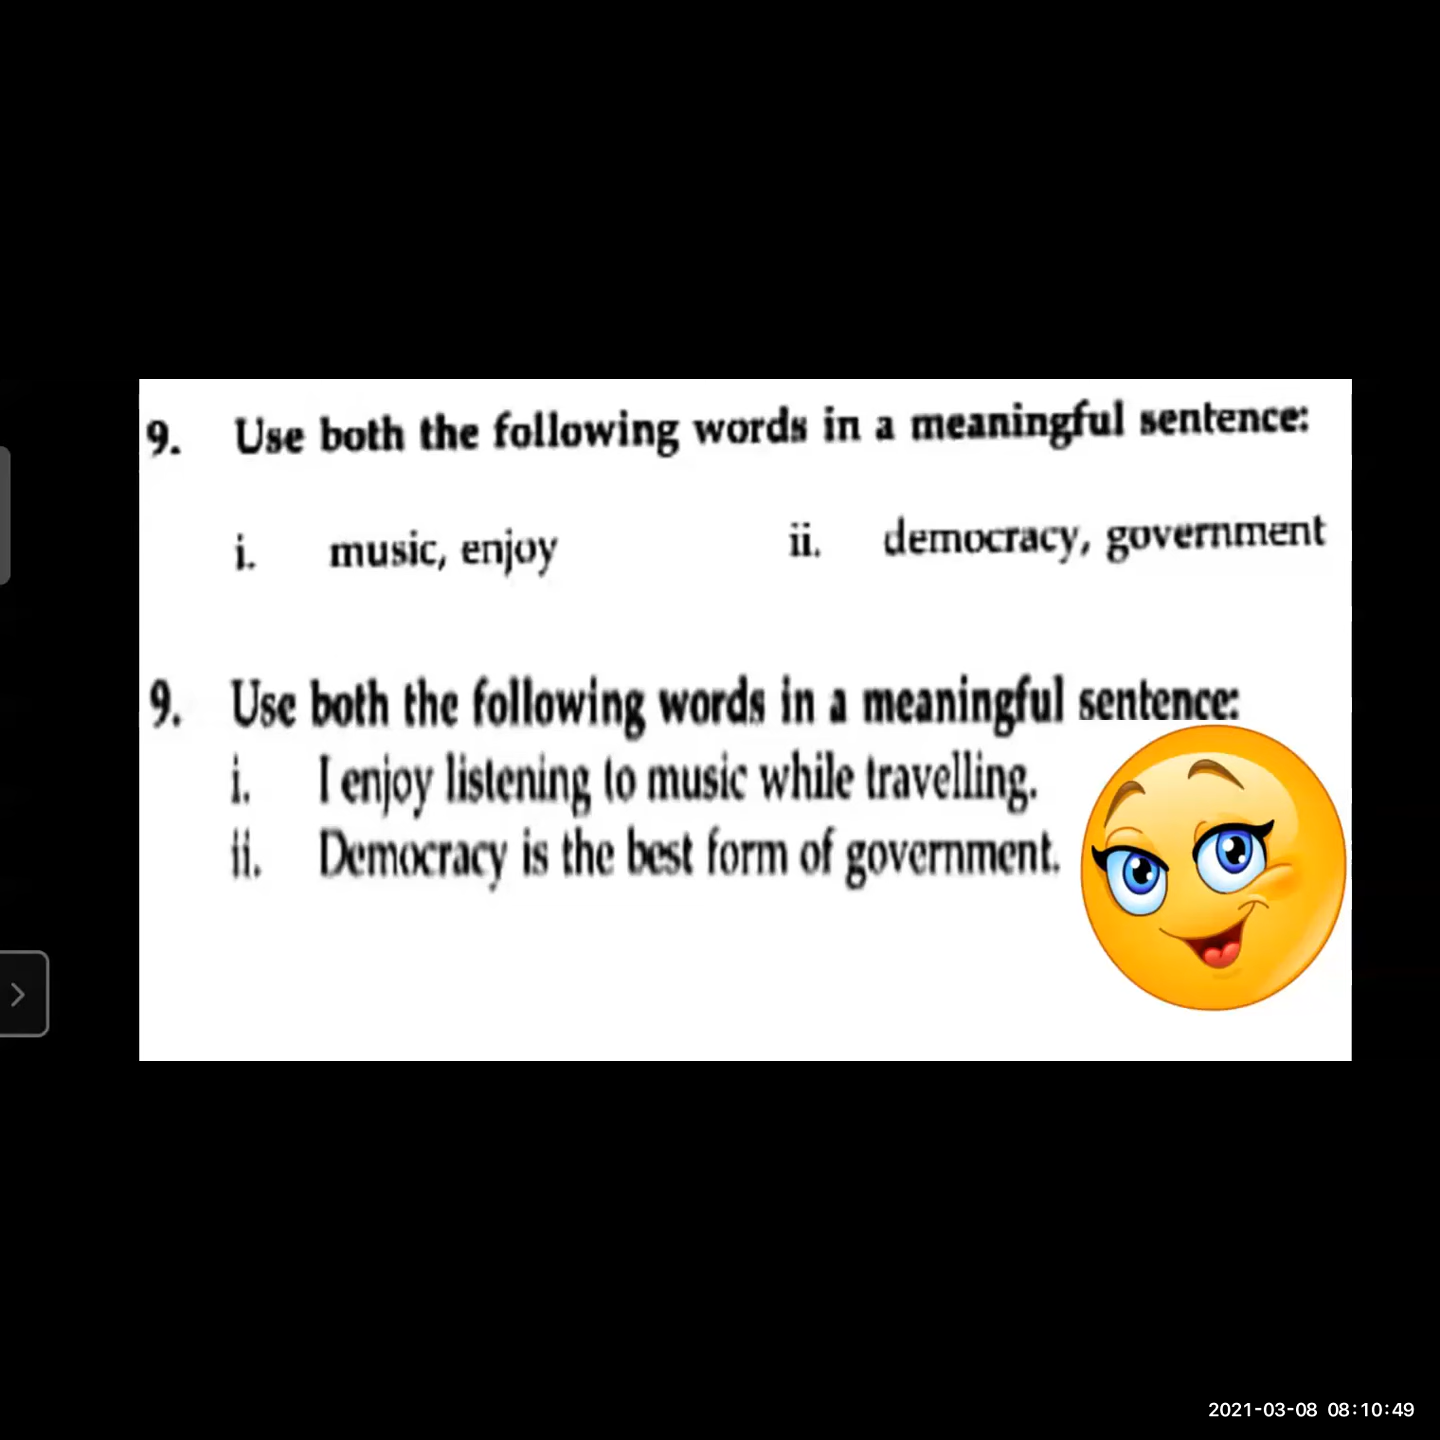 9. Use both the following words in a meaningful sentence:
i. music, enjoy ii. democracy, government
9. Use both the following words in a meaningful sentence:
i. I enjoy listening to music while travelling.
ii. Democracy is the best form of government.
2021-03-08 08:10:49